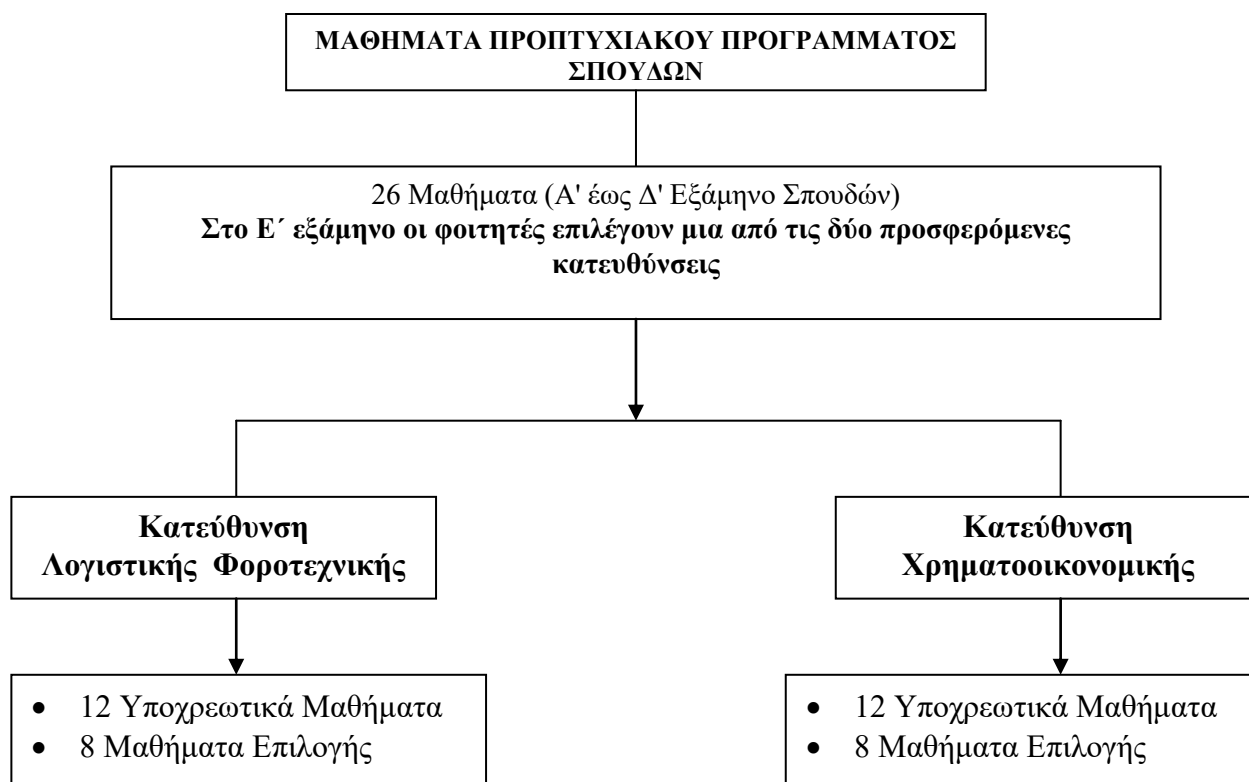 ΜΑΘΗΜΑΤΑ ΠΡΟΠΤΥΧΙΑΚΟΥ ΠΡΟΓΡΑΜΜΑΤΟΣ
ΣΠΟΥΔΩΝ
26 Μαθήματα (Α' έως Δ' Εξάμηνο Σπουδών)
Στο Ε΄ εξάμηνο οι φοιτητές επιλέγουν μια από τις δύο προσφερόμενες
κατευθύνσεις
Κατεύθυνση
Λογιστικής Φοροτεχνικής
Κατεύθυνση
Χρηματοοικονομικής
• 12 Υποχρεωτικά Μαθήματα
• 8 Μαθήματα Επιλογής
• 12 Υποχρεωτικά Μαθήματα
• 8 Μαθήματα Επιλογής